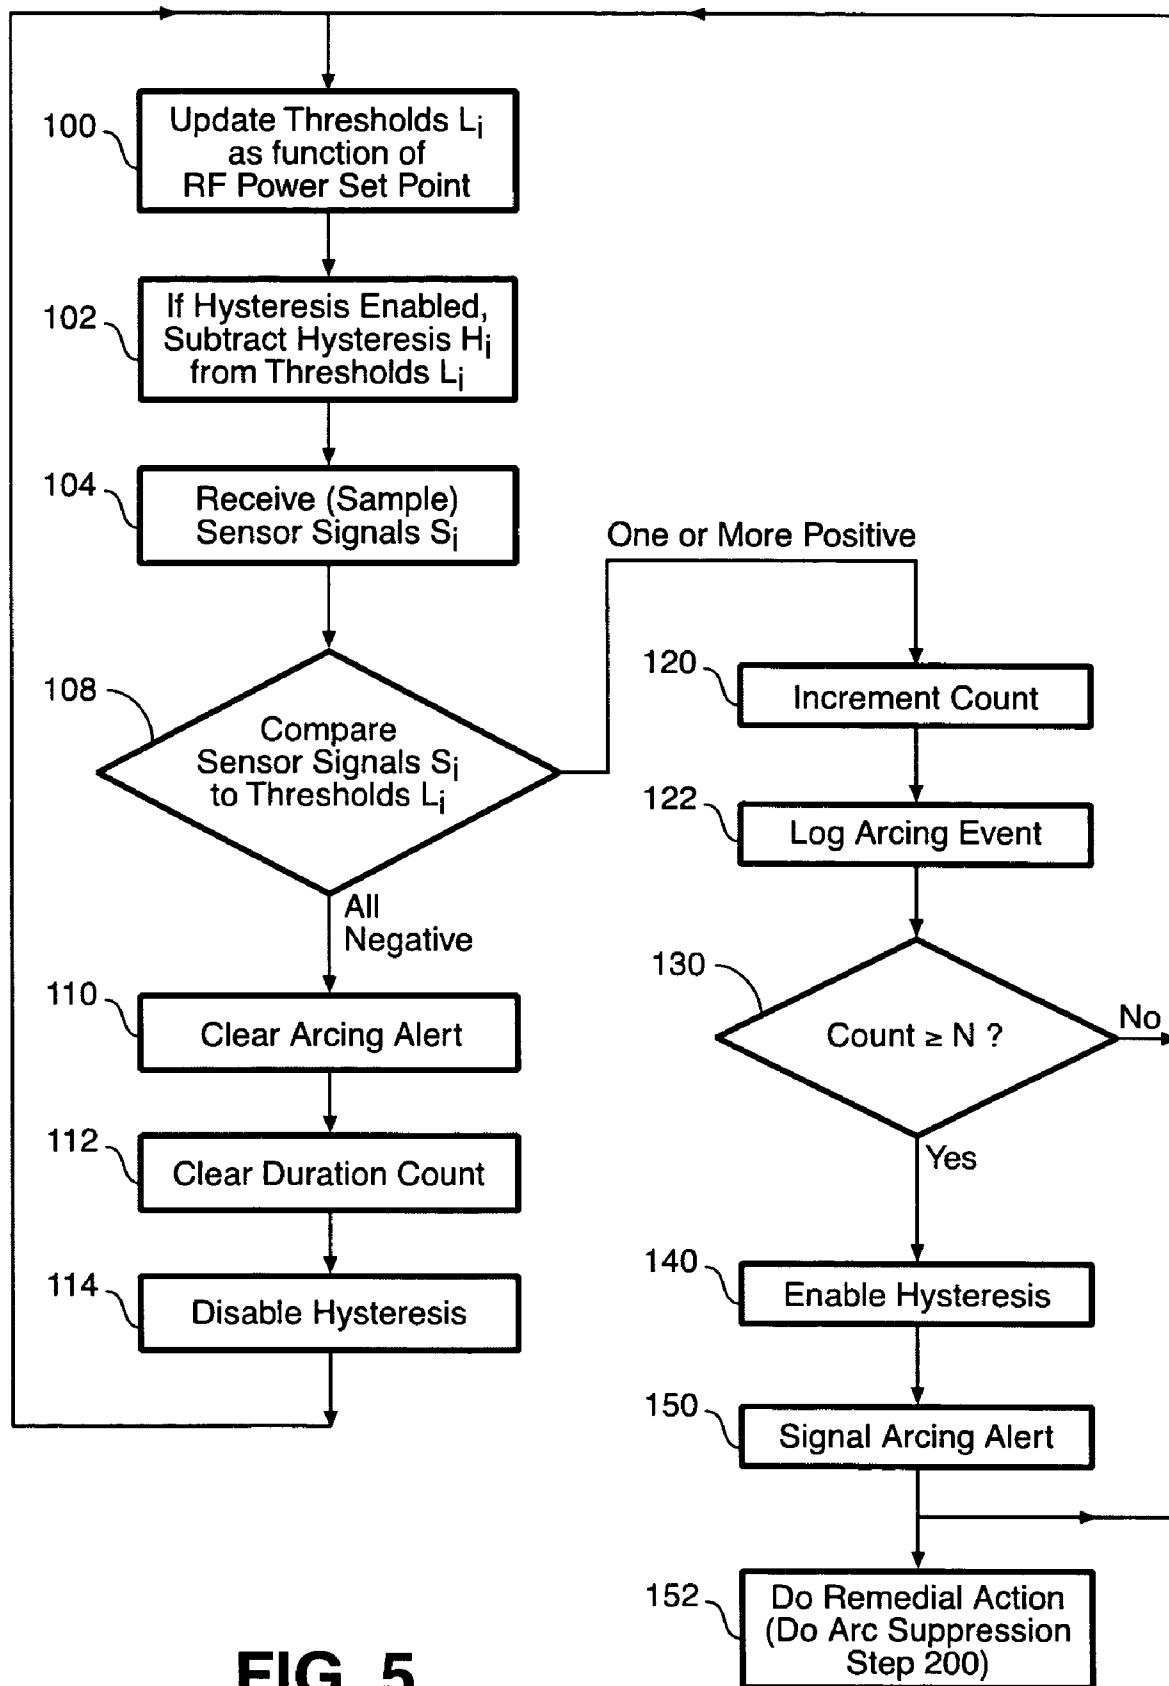 100
Update Thresholds Li
as function of
RF Power Set Point
102
If Hysteresis Enabled,
Subtract Hysteresis Hi
from Thresholds Li
104
Receive (Sample)
Sensor Signals Si
108
Compare
Sensor Signals Si
to Thresholds Li
One or More Positive
All
Negative
110
Clear Arcing Alert
112
Clear Duration Count
114
Disable Hysteresis
120
Increment Count
122
Log Arcing Event
130
Count ≥ N ?
No
Yes
140
Enable Hysteresis
150
Signal Arcing Alert
152
Do Remedial Action
(Do Arc Suppression
Step 200)
FIG. 5